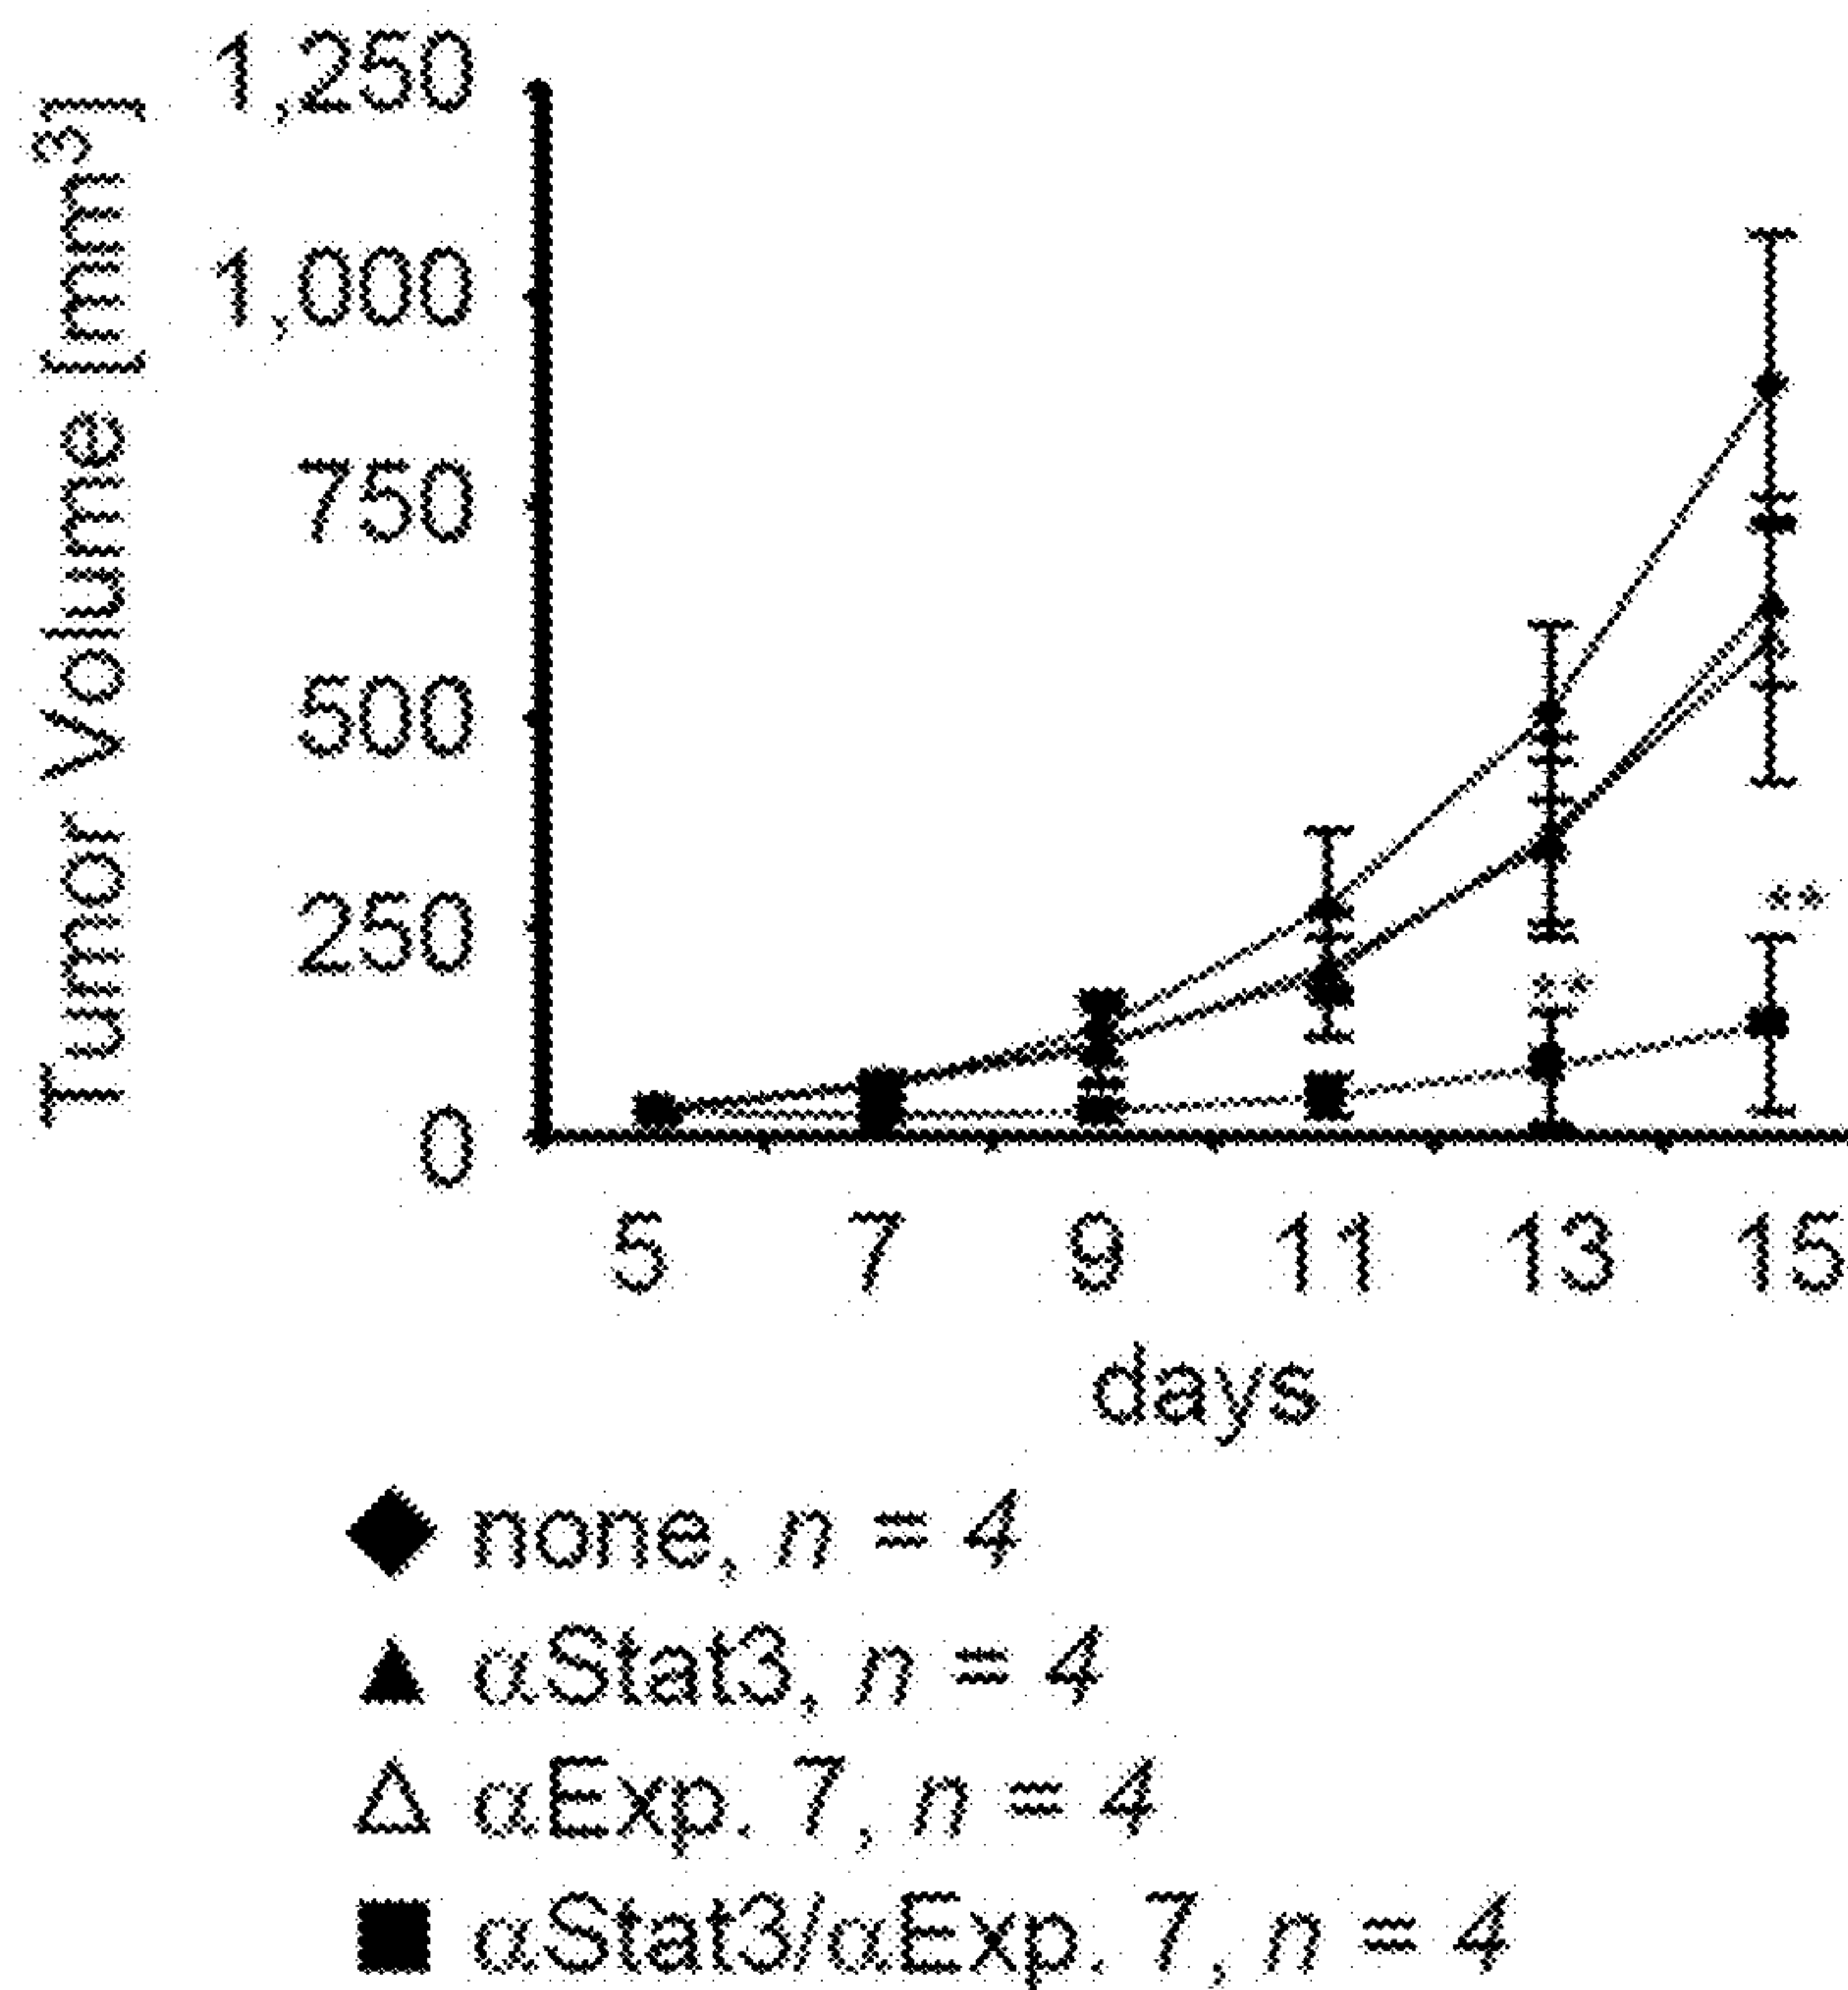 Tumor Volume [mm³]
1,250
1,000
750
500
250
0
**
**
5 7 9 11 13 15
days
none, n = 4
αStat3, n = 4
αExp. 7, n = 4
αStat3/αExp. 7, n = 4